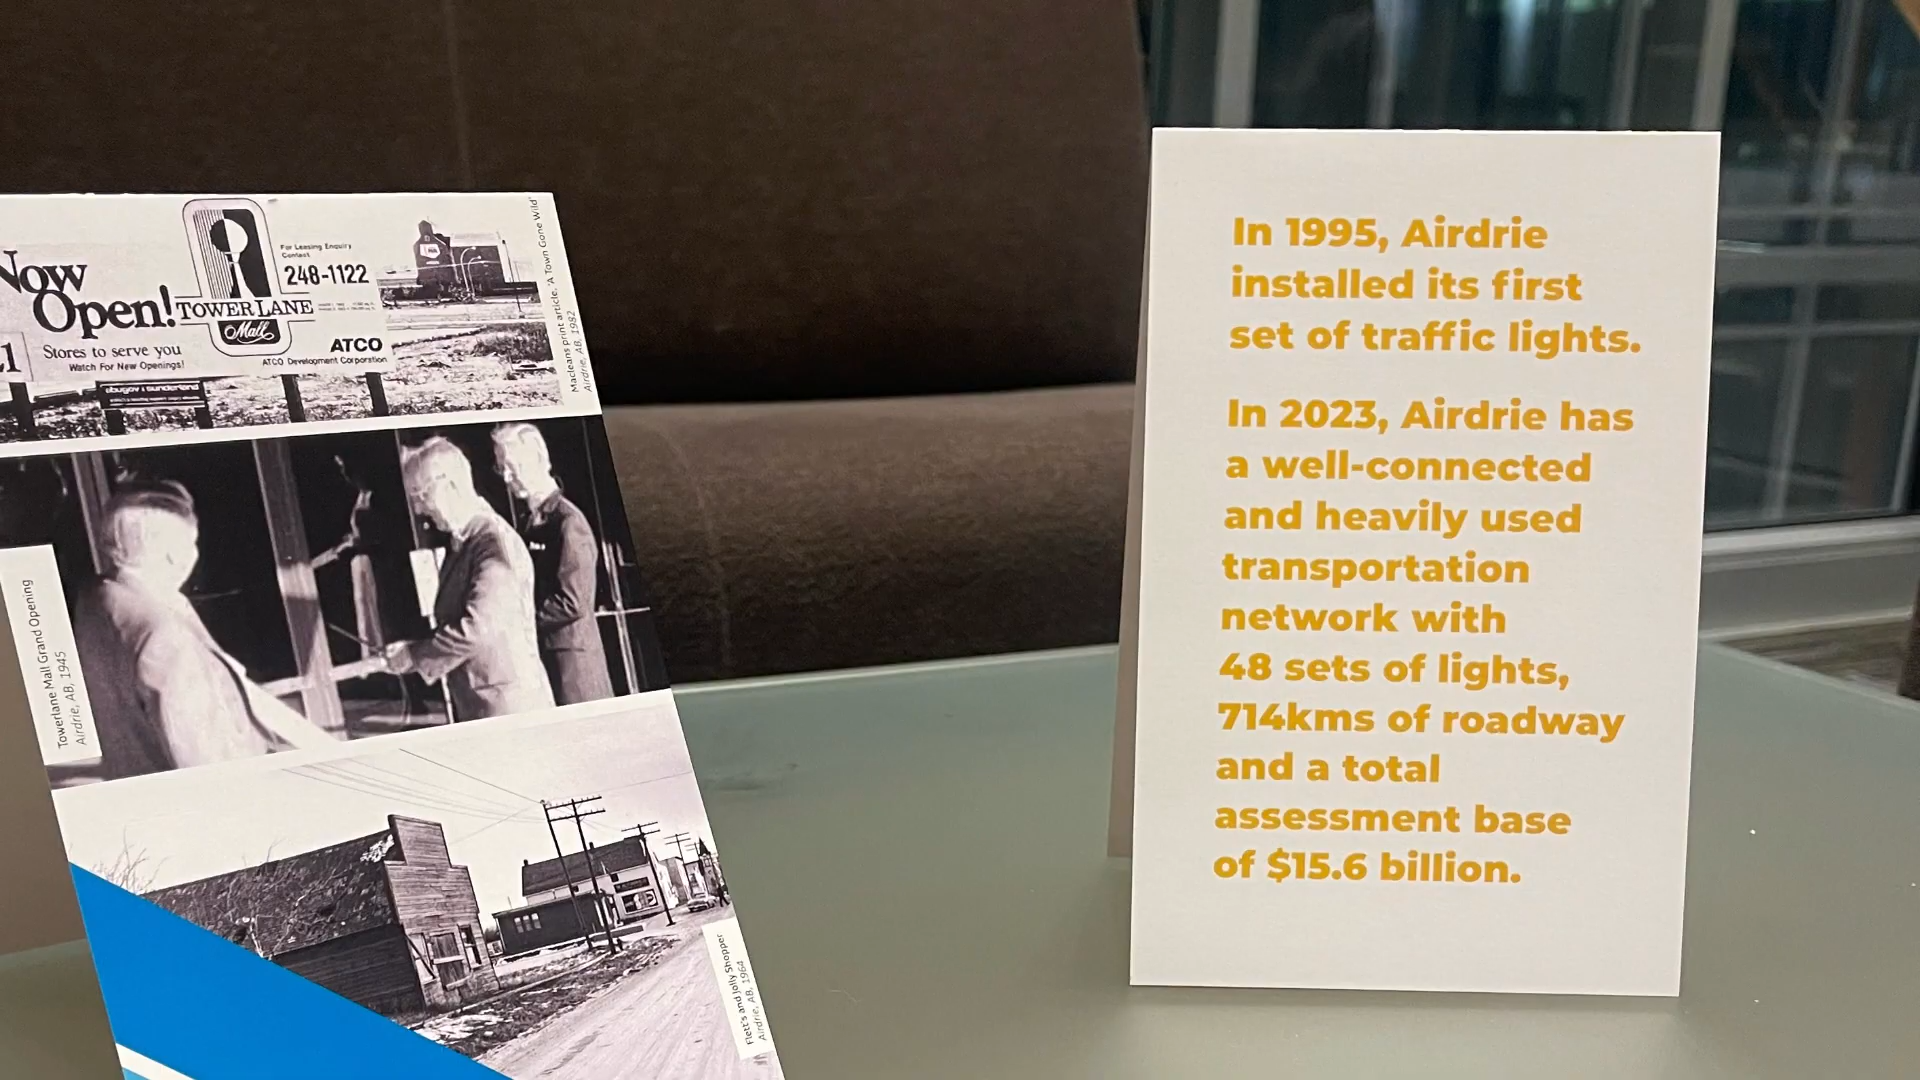 Now
Open!
TOWER LANE
Mall
For Leasing Enquiry
Contact
248-1122
Stores to serve you
Watch For New Openings!
ATCO
ATCO Development Corporation
Macleans print article, 'A Town Gone Wild'
Airdrie, AB, 1982
Towerlane Mall Grand Opening
Airdrie, AB, 1945
Flett's and Jolly Shopper
Airdrie, AB, 1964
In 1995, Airdrie
installed its first
set of traffic lights.
In 2023, Airdrie has
a well-connected
and heavily used
transportation
network with
48 sets of lights,
714kms of roadway
and a total
assessment base
of $15.6 billion.